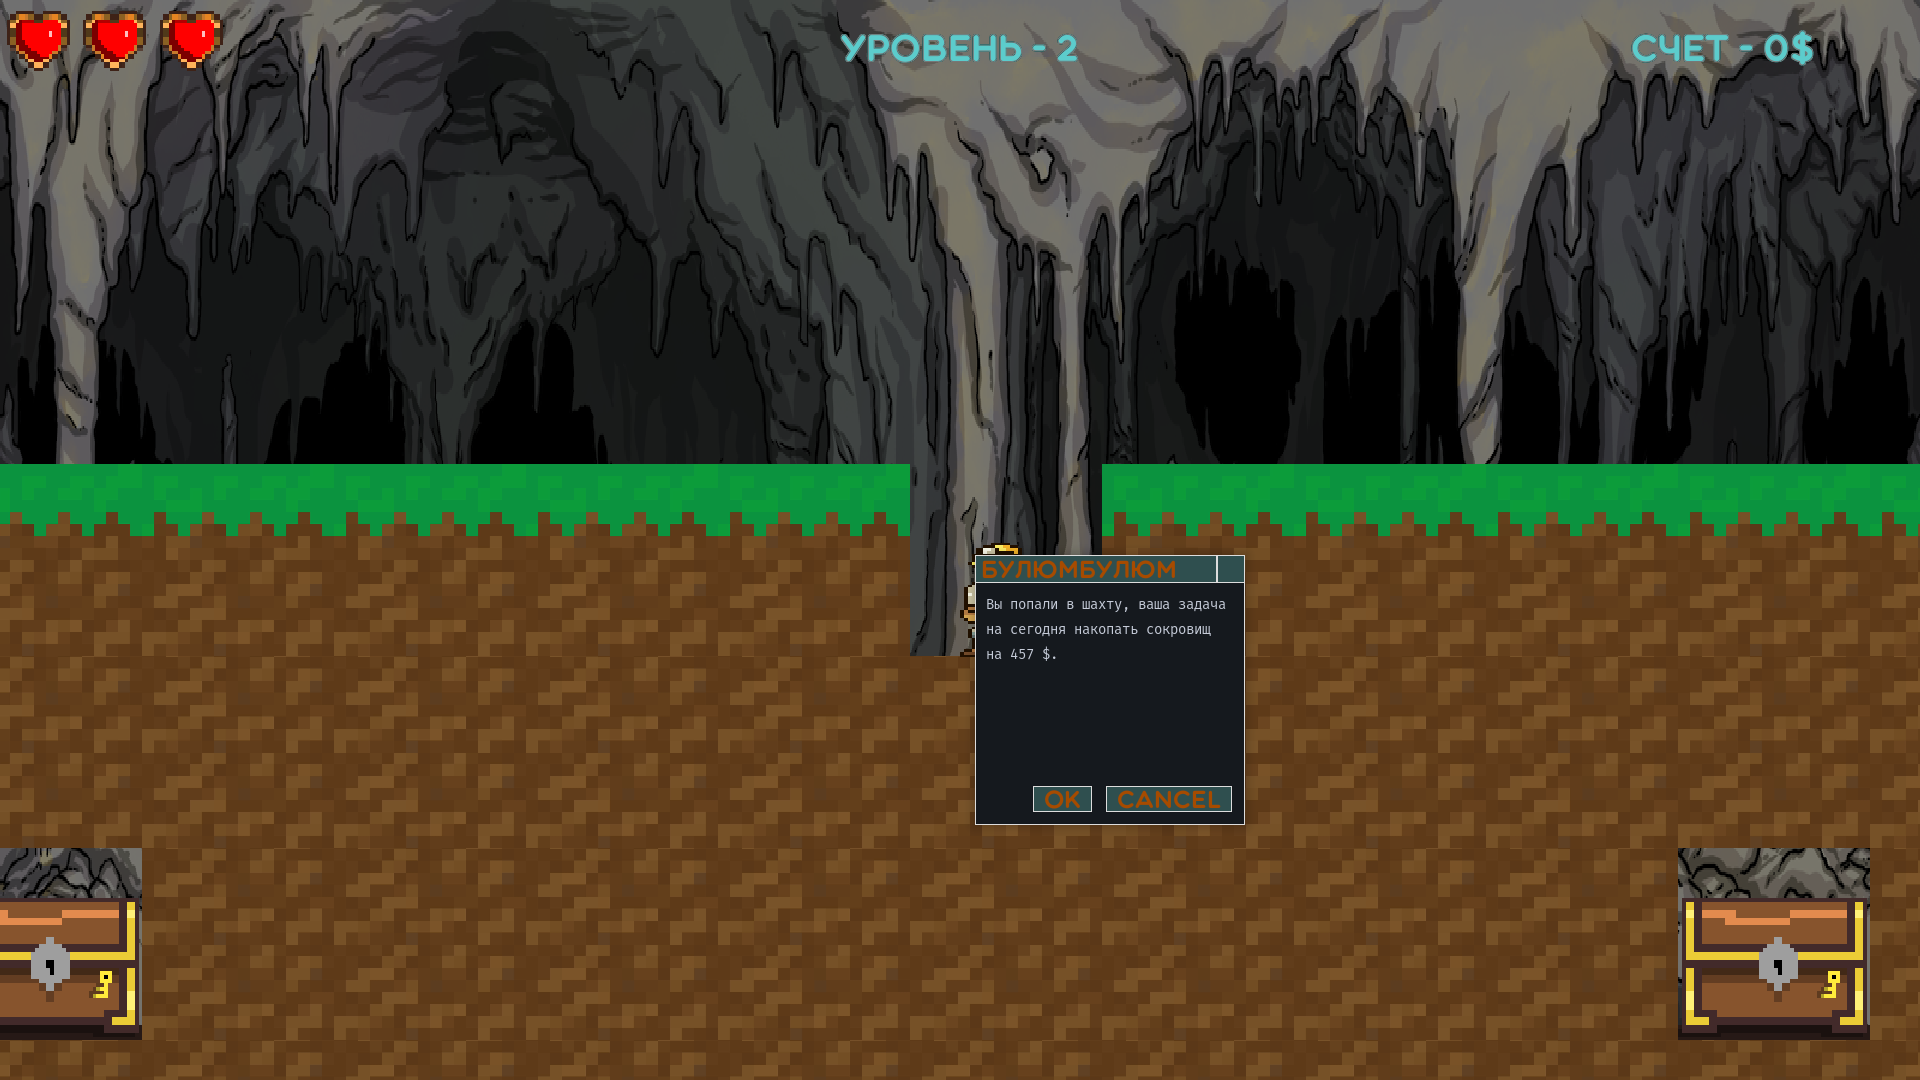 УРОВЕНЬ - 2
СЧЕТ - 0$
БУЛЮМБУЛЮМ
Вы попали в шахту, ваша задача
на сегодня накопать сокровищ
на 457 $.
OK
CANCEL